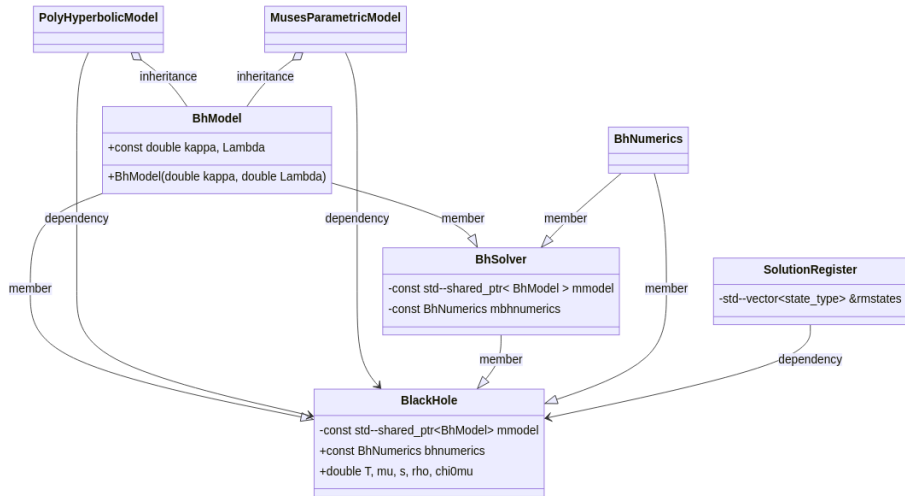 PolyHyperbolicModel
MusesParametricModel
inheritance
inheritance
BhModel
+const double kappa, Lambda
+BhModel(double kappa, double Lambda)
BhNumerics
dependency
dependency
member
member
BhSolver
-const std--shared_ptr< BhModel > mmodel
-const BhNumerics mbhnumerics
SolutionRegister
-std--vector<state_type> &rmstates
member
member
member
dependency
BlackHole
-const std--shared_ptr<BhModel> mmodel
+const BhNumerics bhnumerics
+double T, mu, s, rho, chi0mu